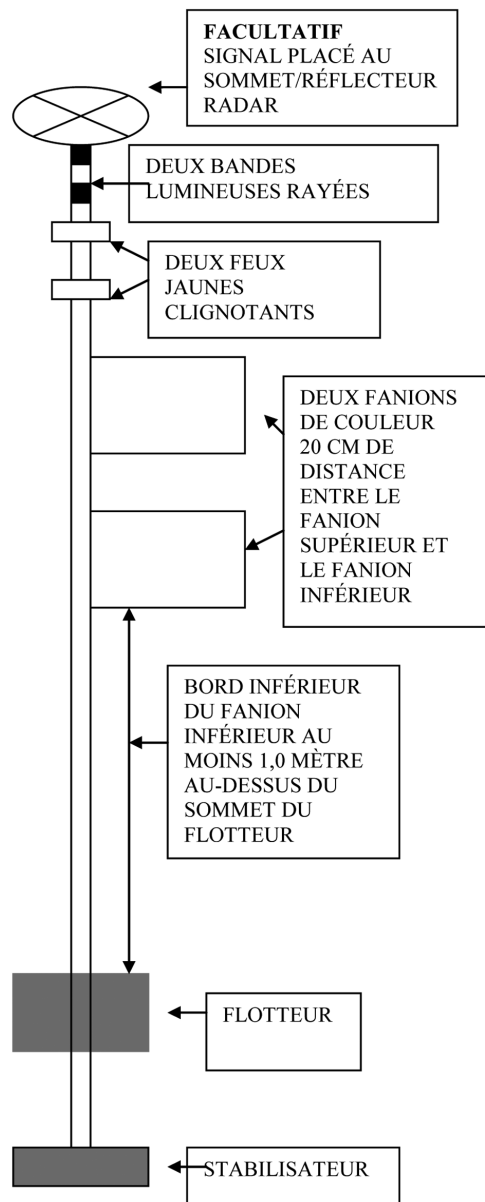 FACULTATIF
SIGNAL PLACÉ AU
SOMMET/RÉFLECTEUR
RADAR
DEUX BANDES
LUMINEUSES RAYÉES
DEUX FEUX
JAUNES
CLIGNOTANTS
DEUX FANIONS
DE COULEUR
20 CM DE
DISTANCE
ENTRE LE
FANION
SUPÉRIEUR ET
LE FANION
INFÉRIEUR
BORD INFÉRIEUR
DU FANION
INFÉRIEUR AU
MOINS 1,0 MÈTRE
AU-DESSUS DU
SOMMET DU
FLOTTEUR
FLOTTEUR
STABILISATEUR